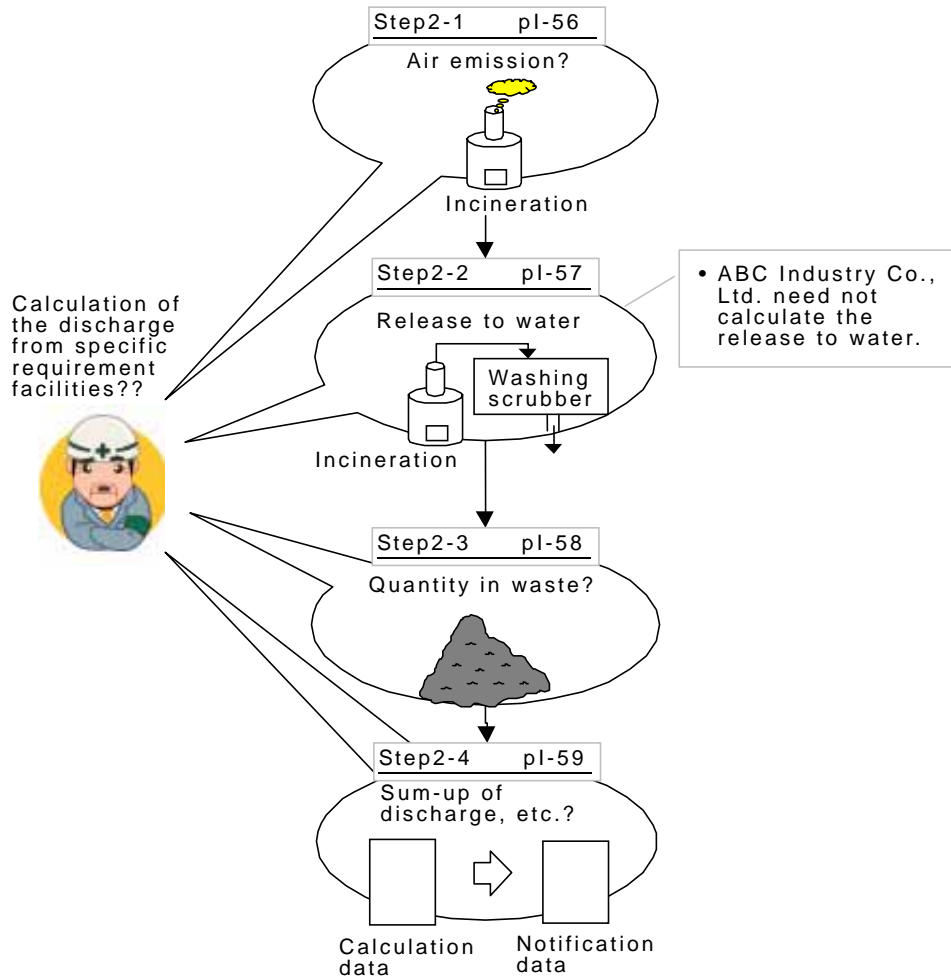 Step2-1 pI-56
Air emission?
Incineration
Step2-2 pI-57
Release to water
Washing
scrubber
Incineration
• ABC Industry Co.,
Ltd. need not
calculate the
release to water.
Calculation of
the discharge
from specific
requirement
facilities??
Step2-3 pI-58
Quantity in waste?
Step2-4 pI-59
Sum-up of
discharge, etc.?
Calculation
data
Notification
data